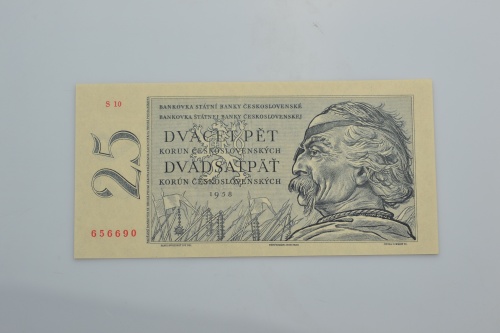 S 10
BANKOVKA STÁTNÍ BANKY ČESKOSLOVENSKÉ
BANKOVKA ŠTÁTNEJ BANKY ČESKOSLOVENSKEJ
DVACET PĚT
KORUN ČESKOSLOVENSKÝCH
DVADSAŤPÄŤ
KORÚN ČESKOSLOVENSKÝCH
1958
25
656690